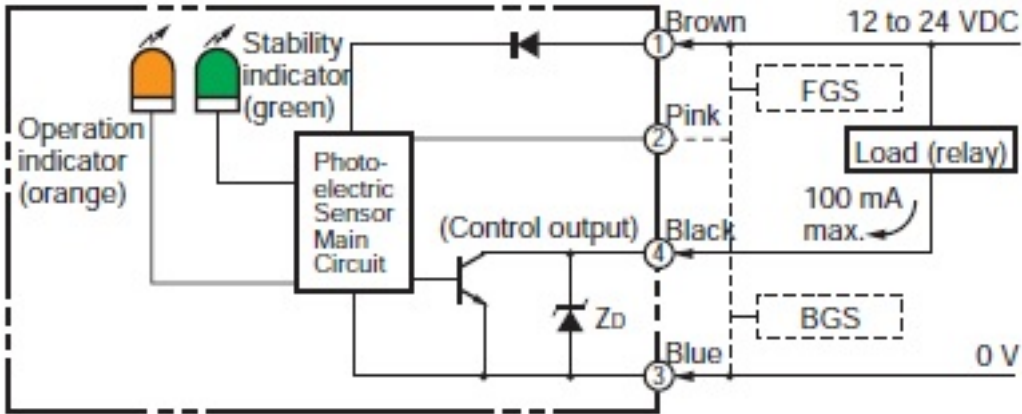 Brown
12 to 24 VDC
1
Stability
indicator
(green)
FGS
Pink
2
Operation
indicator
(orange)
Photo-
electric
Sensor
Main
Circuit
Load (relay)
100 mA
max.
(Control output)
Black
4
ZD
BGS
Blue
3
0 V